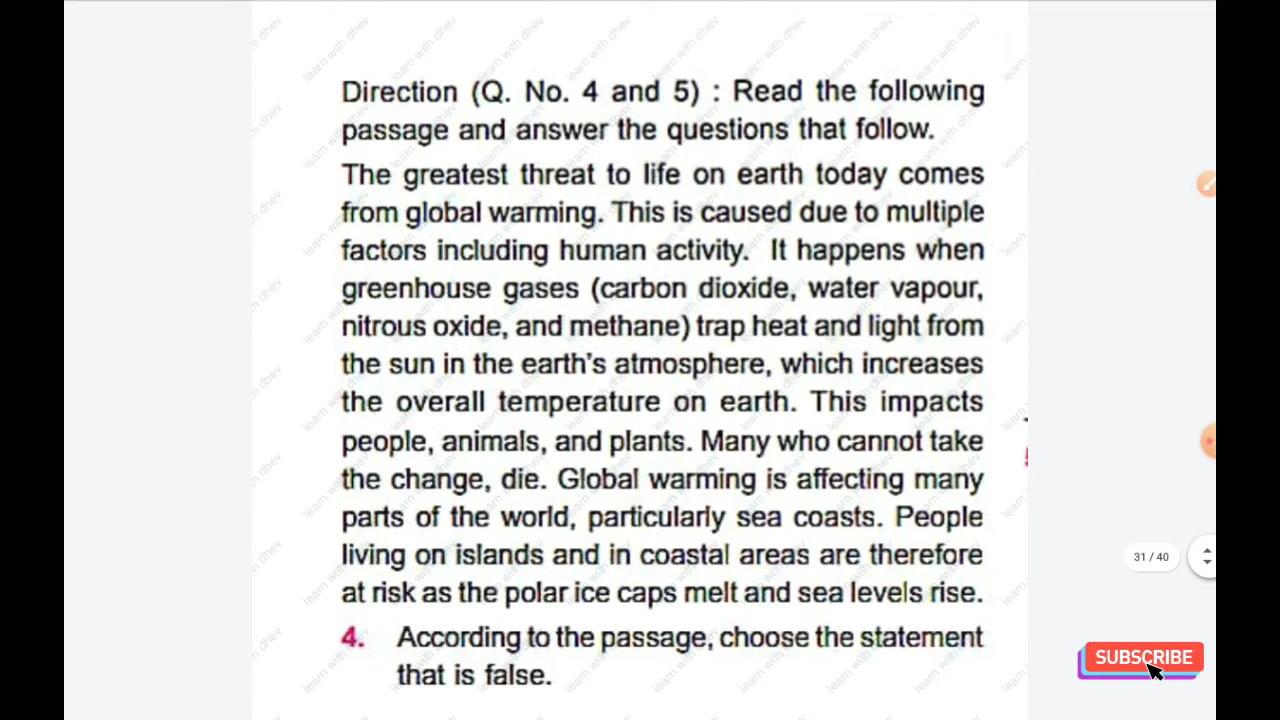 Direction (Q. No. 4 and 5) : Read the following
passage and answer the questions that follow.
The greatest threat to life on earth today comes
from global warming. This is caused due to multiple
factors including human activity. It happens when
greenhouse gases (carbon dioxide, water vapour,
nitrous oxide, and methane) trap heat and light from
the sun in the earth's atmosphere, which increases
the overall temperature on earth. This impacts
people, animals, and plants. Many who cannot take
the change, die. Global warming is affecting many
parts of the world, particularly sea coasts. People
living on islands and in coastal areas are therefore
at risk as the polar ice caps melt and sea levels rise.
4. According to the passage, choose the statement
that is false.
31 / 40
SUBSCRIBE
learn with dhev